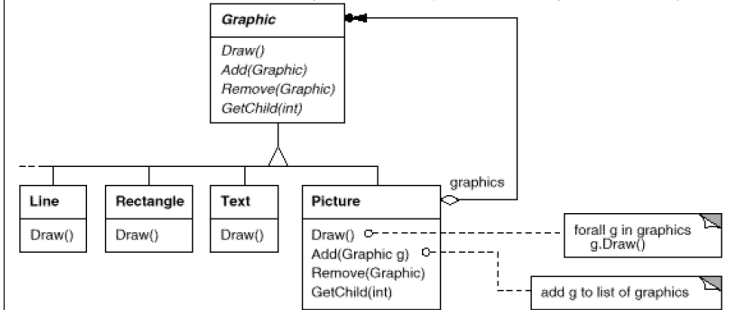 Graphic
Draw()
Add(Graphic)
Remove(Graphic)
GetChild(int)
graphics
Line
Draw()
Rectangle
Draw()
Text
Draw()
Picture
Draw()
Add(Graphic g)
Remove(Graphic)
GetChild(int)
forall g in graphics
g.Draw()
add g to list of graphics